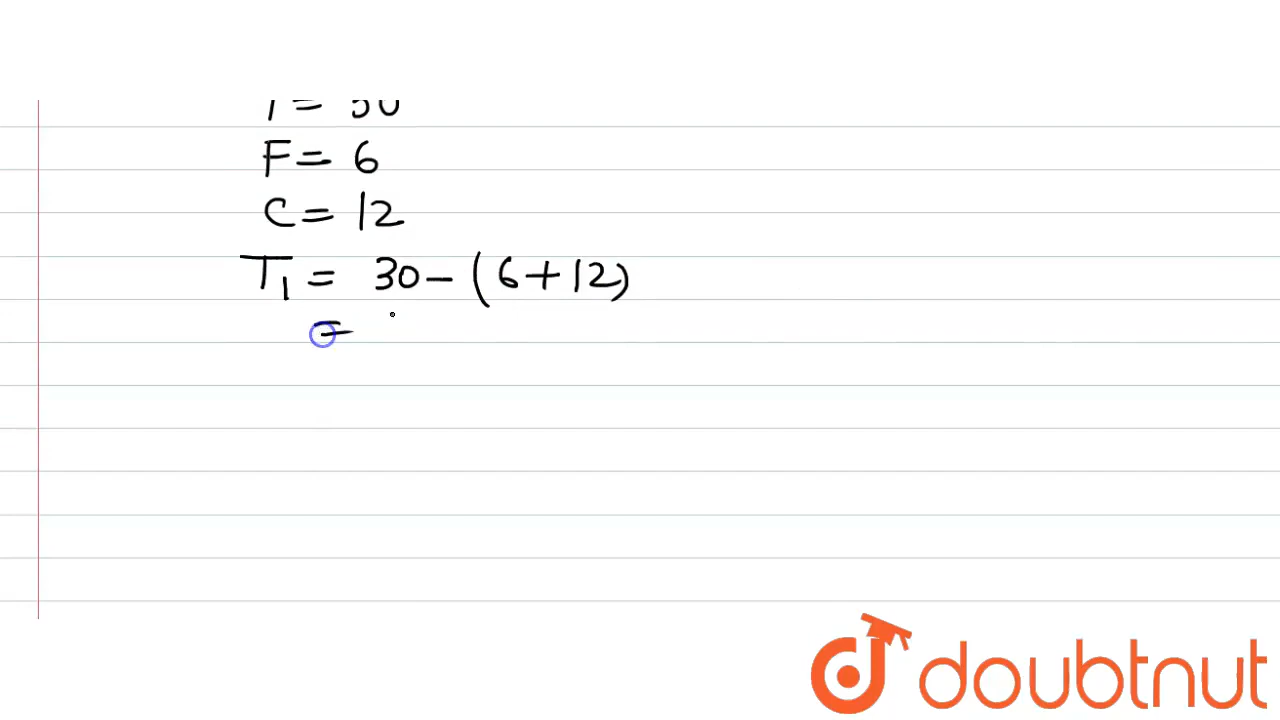 F = 6
C = 12
T₁ = 30 - (6 + 12)
=
doubtnut